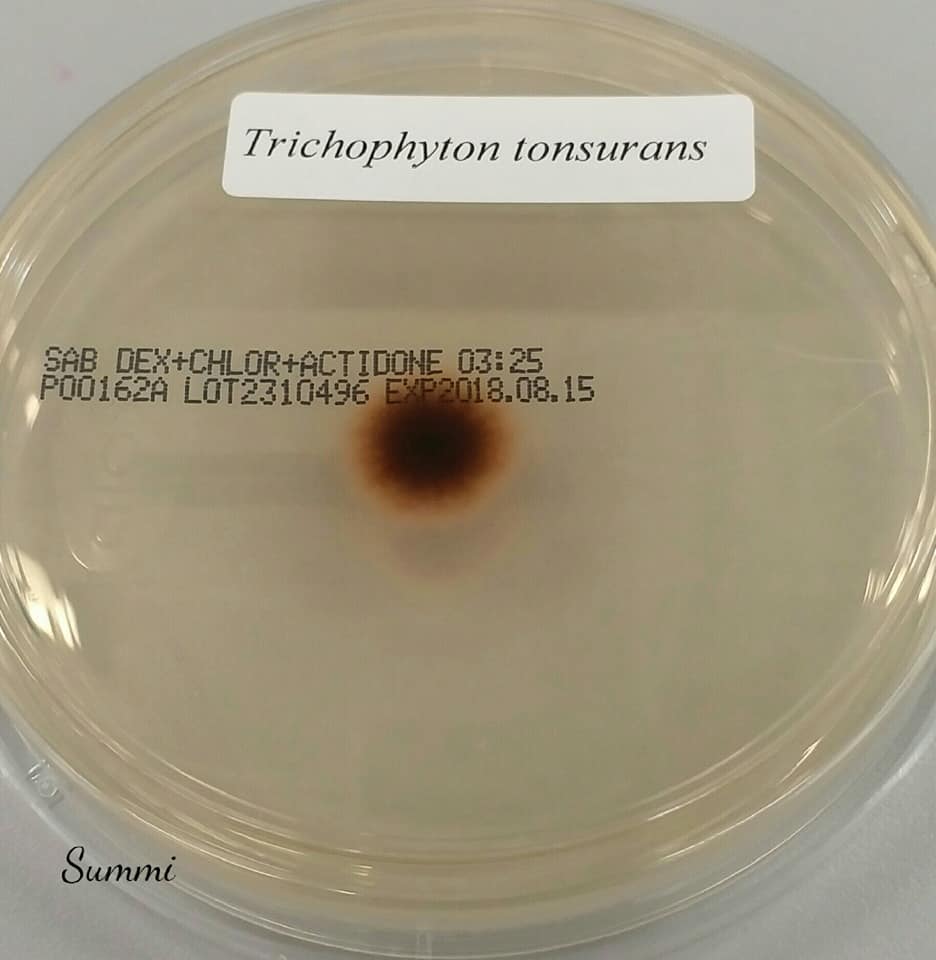 Trichophyton tonsurans
SAB DEX+CHLOR+ACTIDONE 03:25
P00162A LOT2310496 EXP2018.08.15
Summi